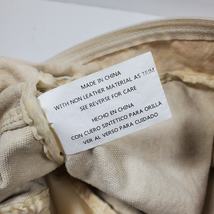 MADE IN CHINA
WITH NON LEATHER MATERIAL AS TRIM
SEE REVERSE FOR CARE
HECHO EN CHINA
CON CUERO SINTETICO PARA ORILLA
VER AL VERSO PARA CUIDADO